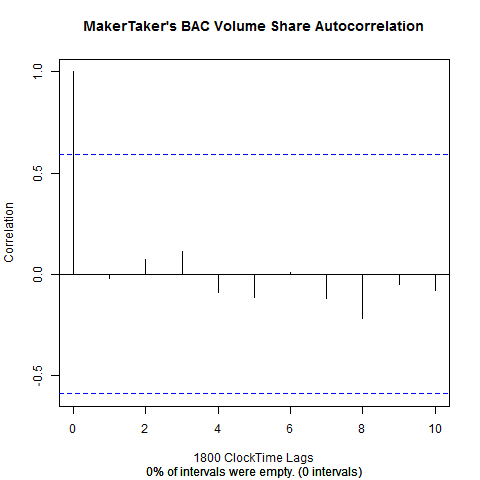 MakerTaker's BAC Volume Share Autocorrelation
1.0
0.5
0.0
-0.5
Correlation
0 2 4 6 8 10
1800 ClockTime Lags
0% of intervals were empty. (0 intervals)